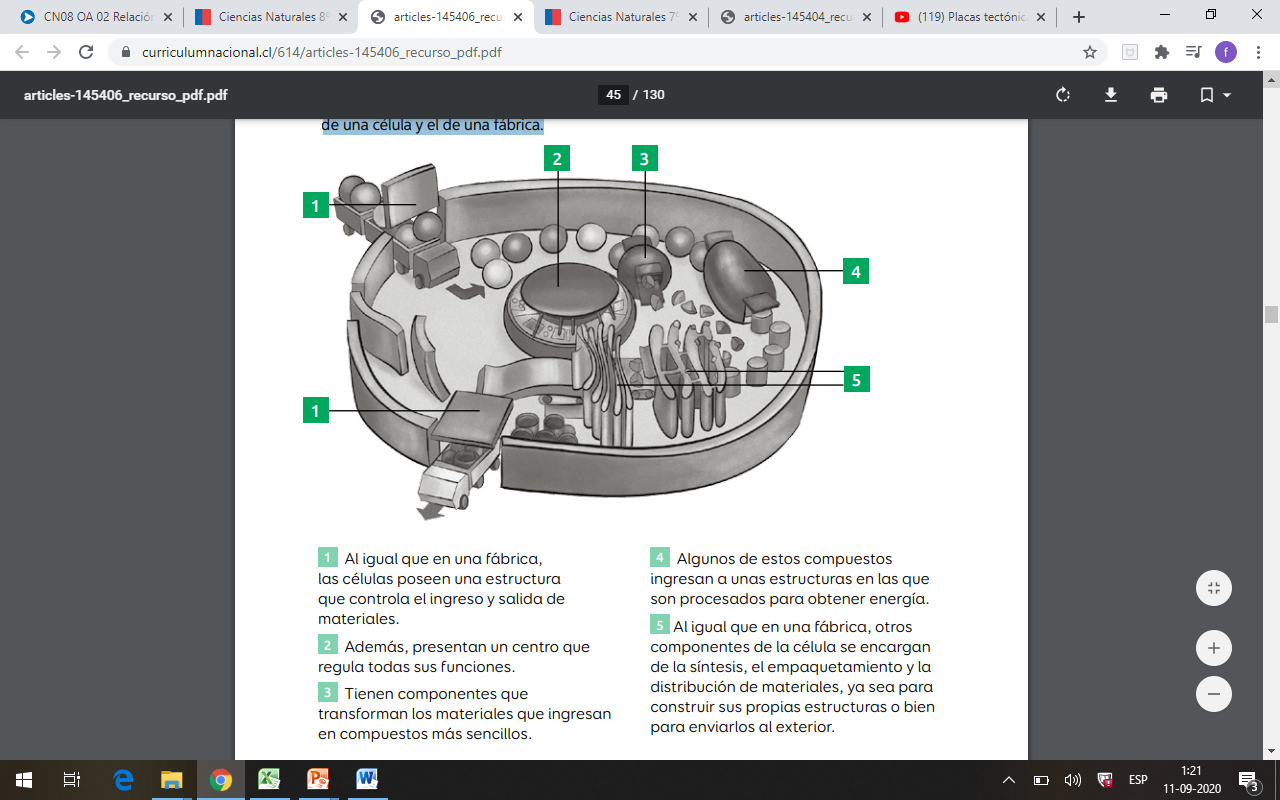 CN08 OA 02 Relación
Ciencias Naturales 8º
articles-145406_recu
Ciencias Naturales 7º
articles-145404_recu
(119) Placas tectónica
curriculumnacional.cl/614/articles-145406_recurso_pdf.pdf
f
articles-145406_recurso_pdf.pdf
45 / 130
de una célula y el de una fábrica.
2
3
1
4
5
1
1 Al igual que en una fábrica,
las células poseen una estructura
que controla el ingreso y salida de
materiales.
2 Además, presentan un centro que
regula todas sus funciones.
3 Tienen componentes que
transforman los materiales que ingresan
en compuestos más sencillos.
4 Algunos de estos compuestos
ingresan a unas estructuras en las que
son procesados para obtener energía.
5 Al igual que en una fábrica, otros
componentes de la célula se encargan
de la síntesis, el empaquetamiento y la
distribución de materiales, ya sea para
construir sus propias estructuras o bien
para enviarlos al exterior.
ESP
1:21
11-09-2020
3